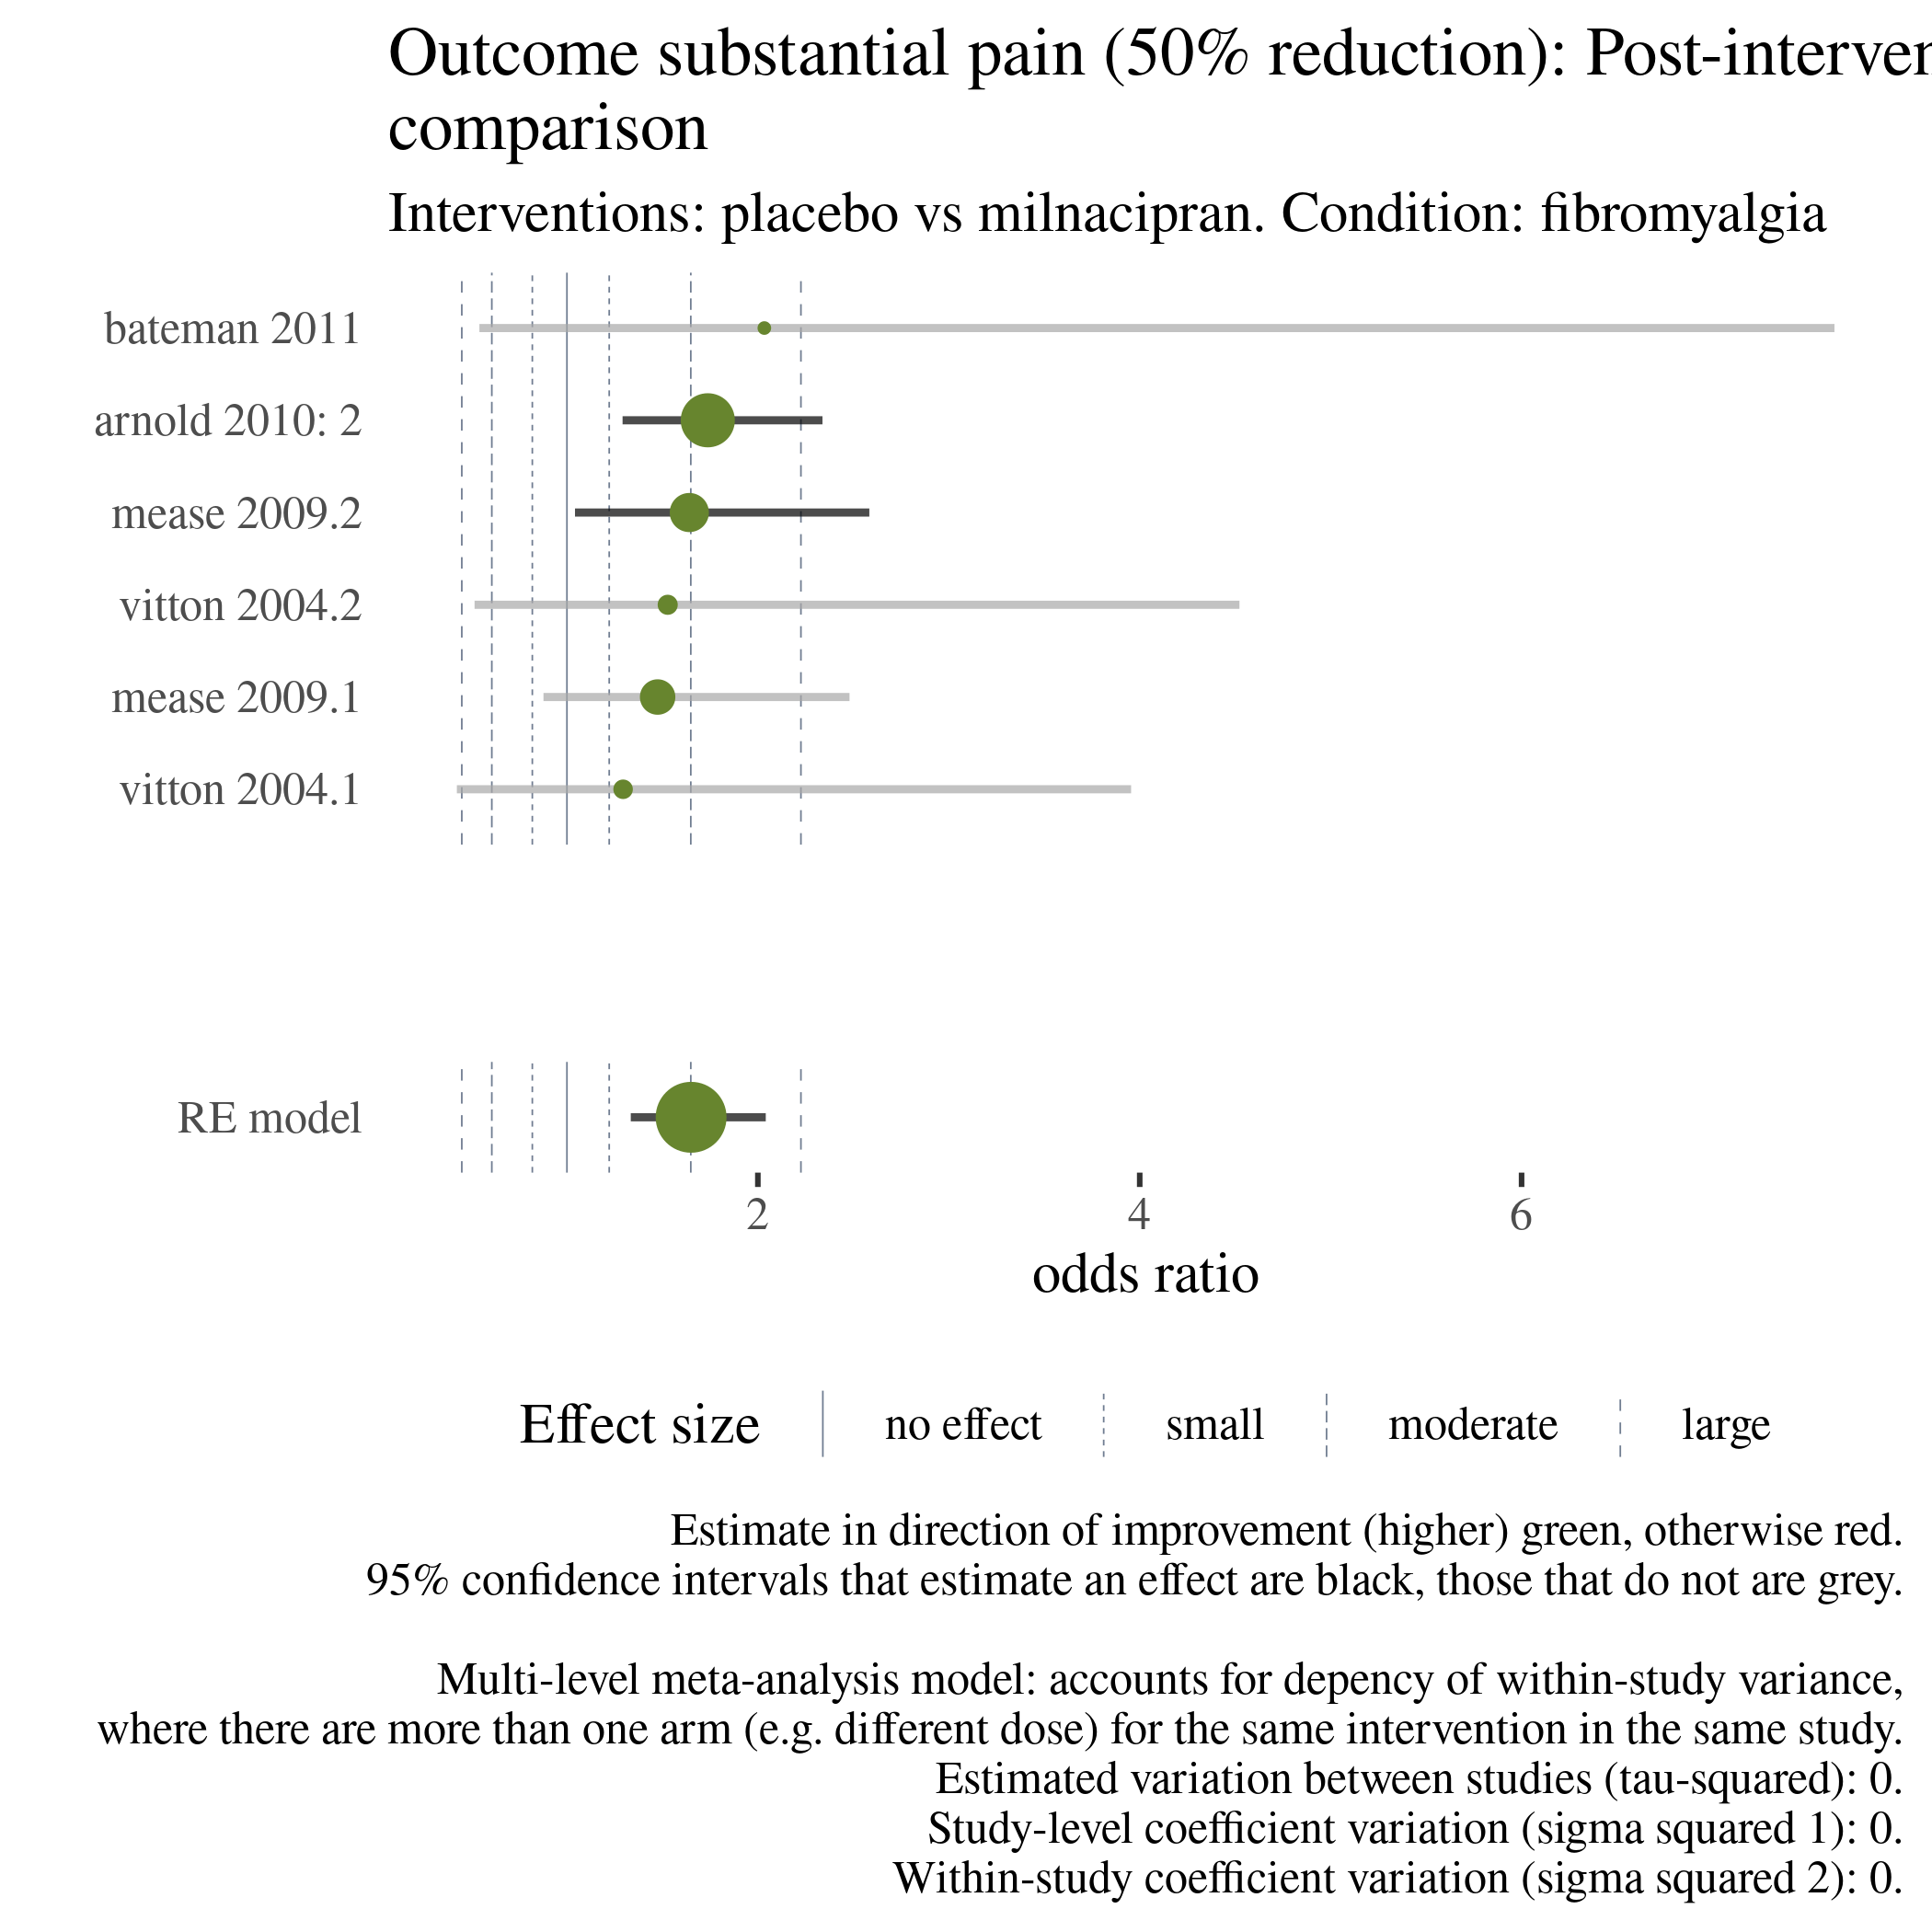 Outcome substantial pain (50% reduction): Post-interven
comparison
Interventions: placebo vs milnacipran. Condition: fibromyalgia
bateman 2011
arnold 2010: 2
mease 2009.2
vitton 2004.2
mease 2009.1
vitton 2004.1
RE model
2 4 6
odds ratio
Effect size no effect small moderate large
Estimate in direction of improvement (higher) green, otherwise red.
95% confidence intervals that estimate an effect are black, those that do not are grey.
Multi-level meta-analysis model: accounts for depency of within-study variance,
where there are more than one arm (e.g. different dose) for the same intervention in the same study.
Estimated variation between studies (tau-squared): 0.
Study-level coefficient variation (sigma squared 1): 0.
Within-study coefficient variation (sigma squared 2): 0.